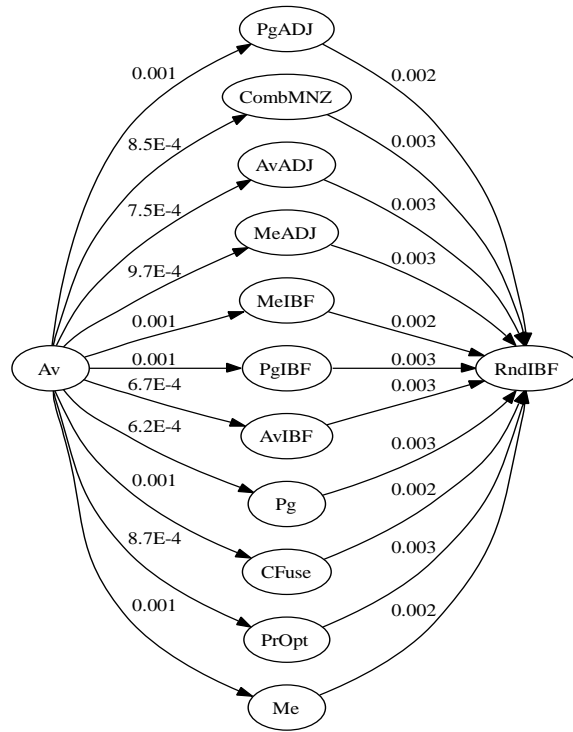 PgADJ
0.001
0.002
CombMNZ
8.5E-4
0.003
AvADJ
7.5E-4
0.003
MeADJ
9.7E-4
0.003
MeIBF
0.001
0.002
Av
0.001
PgIBF
0.003
RndIBF
6.7E-4
0.003
AvIBF
6.2E-4
0.003
Pg
0.001
0.002
CFuse
8.7E-4
0.003
PrOpt
0.001
0.002
Me